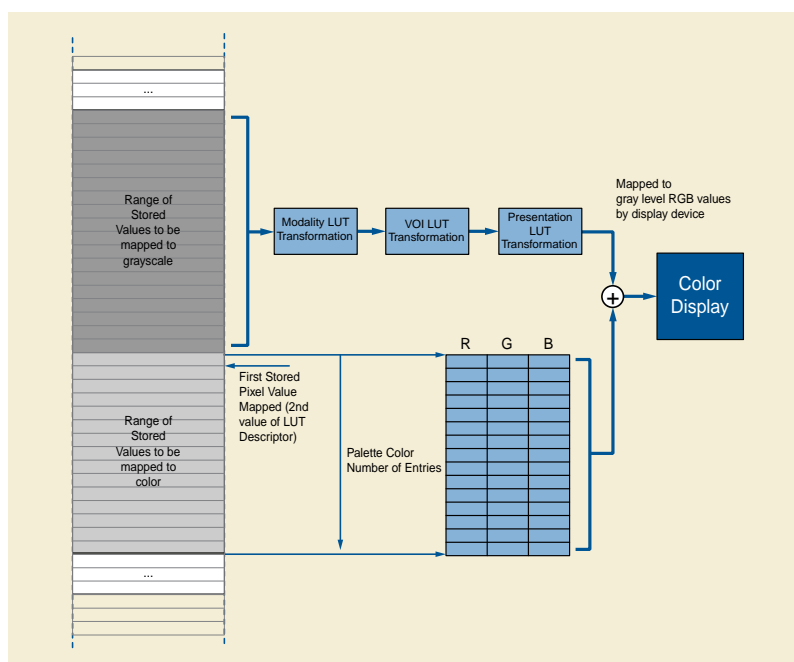 ...
Range of
Stored
Values to be
mapped to
grayscale
Modality LUT
Transformation
VOI LUT
Transformation
Presentation
LUT
Transformation
Mapped to
gray level RGB values
by display device
+
Color
Display
R G B
First Stored
Pixel Value
Mapped (2nd
value of LUT
Descriptor)
Range of
Stored
Values to be
mapped to
color
Palette Color
Number of Entries
...